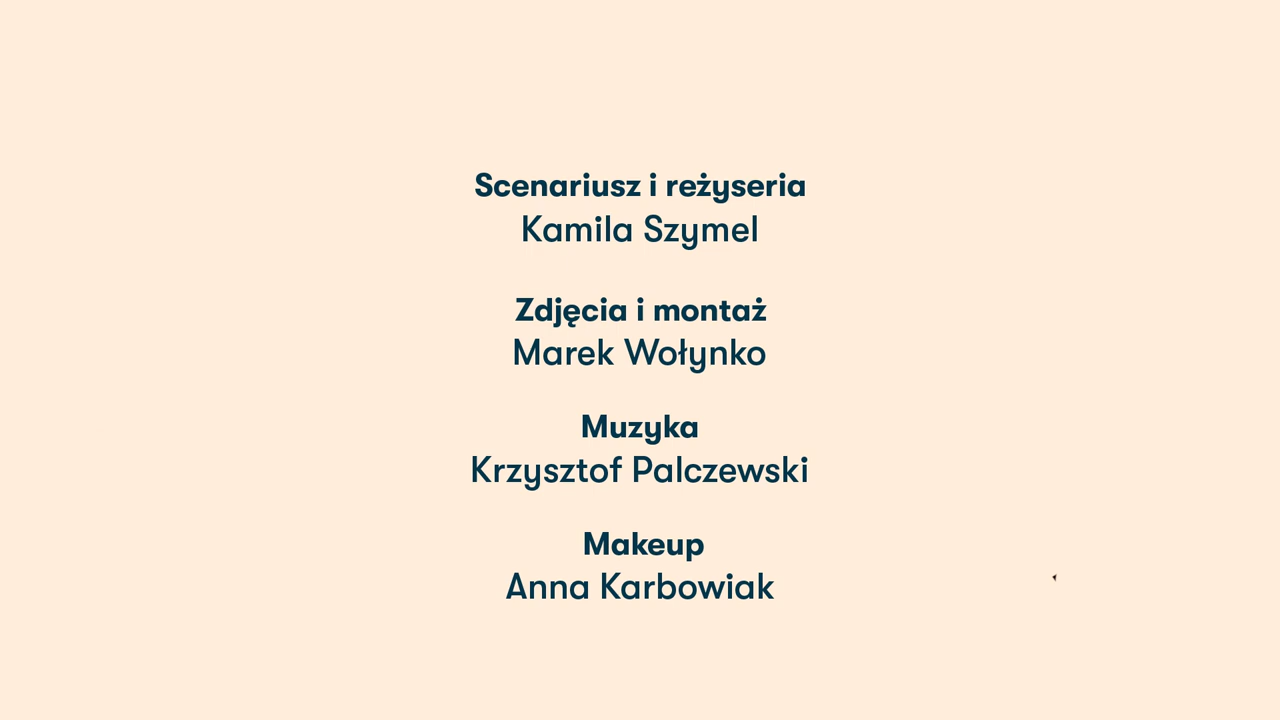 Scenariusz i reżyseria
Kamila Szymel
Zdjęcia i montaż
Marek Wołynko
Muzyka
Krzysztof Palczewski
Makeup
Anna Karbowiak